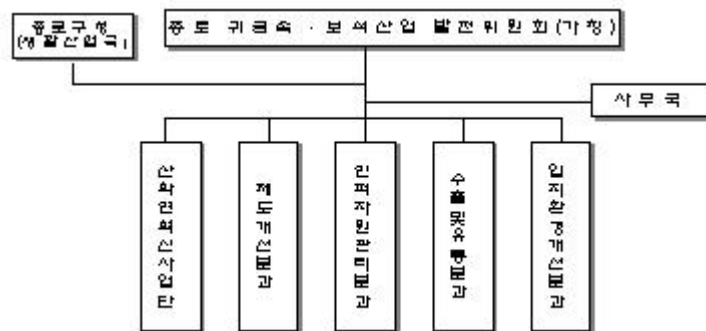 종로구청
(생활산업국)
종로 귀금속 · 보석산업 발전위원회(가칭)
사무국
산학연혁신사업단
제도개선분과
인적자원관리분과
수출및유통분과
입지환경개선분과